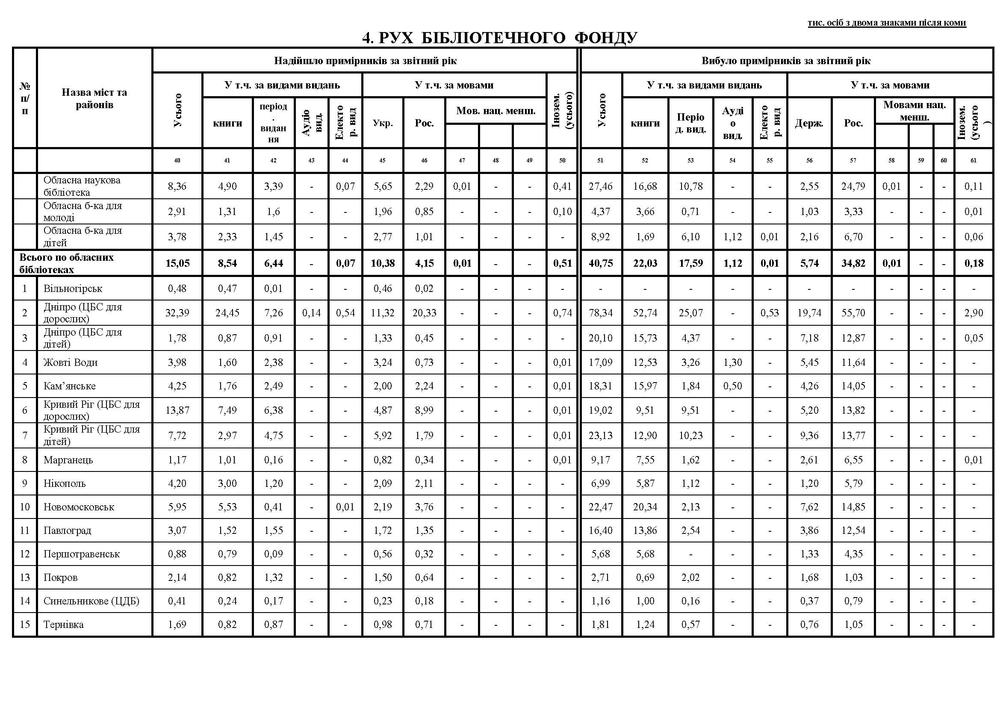 тис. осіб з двома знаками після коми
4. РУХ БІБЛІОТЕЧНОГО ФОНДУ
№ п/п Назва міст та районів Надійшло примірників за звітний рік Вибуло примірників за звітний рік
Усього У т.ч. за видами видань У т.ч. за мовами Інозем. (усього) Усього У т.ч. за видами видань У т.ч. за мовами
книги період. видання Аудіо вид. Електор. вид Укр. Рос. Мов. нац. менш. книги Період. вид. Аудіо вид. Електор. вид Держ. Рос. Мовами нац. менш. Інозем. (усього)
40 41 42 43 44 45 46 47 48 49 50 51 52 53 54 55 56 57 58 59 60 61
Обласна наукова бібліотека 8,36 4,90 3,39 - 0,07 5,65 2,29 0,01 - - 0,41 27,46 16,68 10,78 - - 2,55 24,79 0,01 - - 0,11
Обласна б-ка для молоді 2,91 1,31 1,6 - - 1,96 0,85 - - - 0,10 4,37 3,66 0,71 - - 1,03 3,33 - - - 0,01
Обласна б-ка для дітей 3,78 2,33 1,45 - - 2,77 1,01 - - - - 8,92 1,69 6,10 1,12 0,01 2,16 6,70 - - - 0,06
Всього по обласних бібліотеках 15,05 8,54 6,44 - 0,07 10,38 4,15 0,01 - - 0,51 40,75 22,03 17,59 1,12 0,01 5,74 34,82 0,01 - - 0,18
1 Вільногірськ 0,48 0,47 0,01 - - 0,46 0,02 - - - - - - - - - - - - - - -
2 Дніпро (ЦБС для дорослих) 32,39 24,45 7,26 0,14 0,54 11,32 20,33 - - - 0,74 78,34 52,74 25,07 - 0,53 19,74 55,70 - - - 2,90
3 Дніпро (ЦБС для дітей) 1,78 0,87 0,91 - - 1,33 0,45 - - - - 20,10 15,73 4,37 - - 7,18 12,87 - - - 0,05
4 Жовті Води 3,98 1,60 2,38 - - 3,24 0,73 - - - 0,01 17,09 12,53 3,26 1,30 - 5,45 11,64 - - - -
5 Кам’янське 4,25 1,76 2,49 - - 2,00 2,24 - - - 0,01 18,31 15,97 1,84 0,50 - 4,26 14,05 - - - -
6 Кривий Ріг (ЦБС для дорослих) 13,87 7,49 6,38 - - 4,87 8,99 - - - 0,01 19,02 9,51 9,51 - - 5,20 13,82 - - - -
7 Кривий Ріг (ЦБС для дітей) 7,72 2,97 4,75 - - 5,92 1,79 - - - 0,01 23,13 12,90 10,23 - - 9,36 13,77 - - - -
8 Марганець 1,17 1,01 0,16 - - 0,82 0,34 - - - 0,01 9,17 7,55 1,62 - - 2,61 6,55 - - - 0,01
9 Нікополь 4,20 3,00 1,20 - - 2,09 2,11 - - - - 6,99 5,87 1,12 - - 1,20 5,79 - - - -
10 Новомосковськ 5,95 5,53 0,41 - 0,01 2,19 3,76 - - - - 22,47 20,34 2,13 - - 7,62 14,85 - - - -
11 Павлоград 3,07 1,52 1,55 - - 1,72 1,35 - - - - 16,40 13,86 2,54 - - 3,86 12,54 - - - -
12 Першотравенськ 0,88 0,79 0,09 - - 0,56 0,32 - - - - 5,68 5,68 - - - 1,33 4,35 - - - -
13 Покров 2,14 0,82 1,32 - - 1,50 0,64 - - - - 2,71 0,69 2,02 - - 1,68 1,03 - - - -
14 Синельникове (ЦДБ) 0,41 0,24 0,17 - - 0,23 0,18 - - - - 1,16 1,00 0,16 - - 0,37 0,79 - - - -
15 Тернівка 1,69 0,82 0,87 - - 0,98 0,71 - - - - 1,81 1,24 0,57 - - 0,76 1,05 - - - -